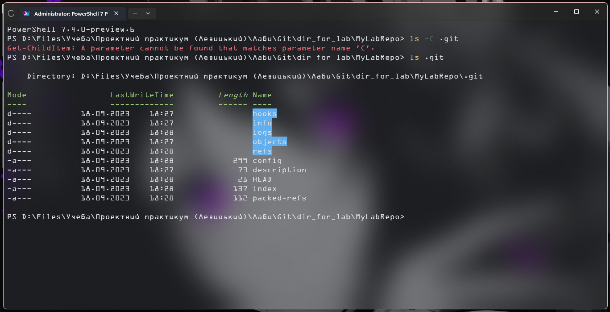 Administrator: PowerShell 7 P
PowerShell 7.4.0-preview.6
PS D:\Files\Учеба\Проектный практикум (Левицький)\Лабы\Git\dir_for_lab\MyLabRepo> ls -C .git
Get-ChildItem: A parameter cannot be found that matches parameter name 'C'.
PS D:\Files\Учеба\Проектный практикум (Левицький)\Лабы\Git\dir_for_lab\MyLabRepo> ls .git
Directory: D:\Files\Учеба\Проектный практикум (Левицький)\Лабы\Git\dir_for_lab\MyLabRepo\.git
Mode LastWriteTime Length Name
---- ------------- ------ ----
d---- 18.09.2023 18:27 hooks
d---- 18.09.2023 18:27 info
d---- 18.09.2023 18:28 logs
d---- 18.09.2023 18:28 objects
d---- 18.09.2023 18:28 refs
-a--- 18.09.2023 18:28 config
-a--- 18.09.2023 18:27 73 description
-a--- 18.09.2023 18:28 21 HEAD
-a--- 18.09.2023 18:28 137 index
-a--- 18.09.2023 18:28 112 packed-refs
PS D:\Files\Учеба\Проектный практикум (Левицький)\Лабы\Git\dir_for_lab\MyLabRepo>